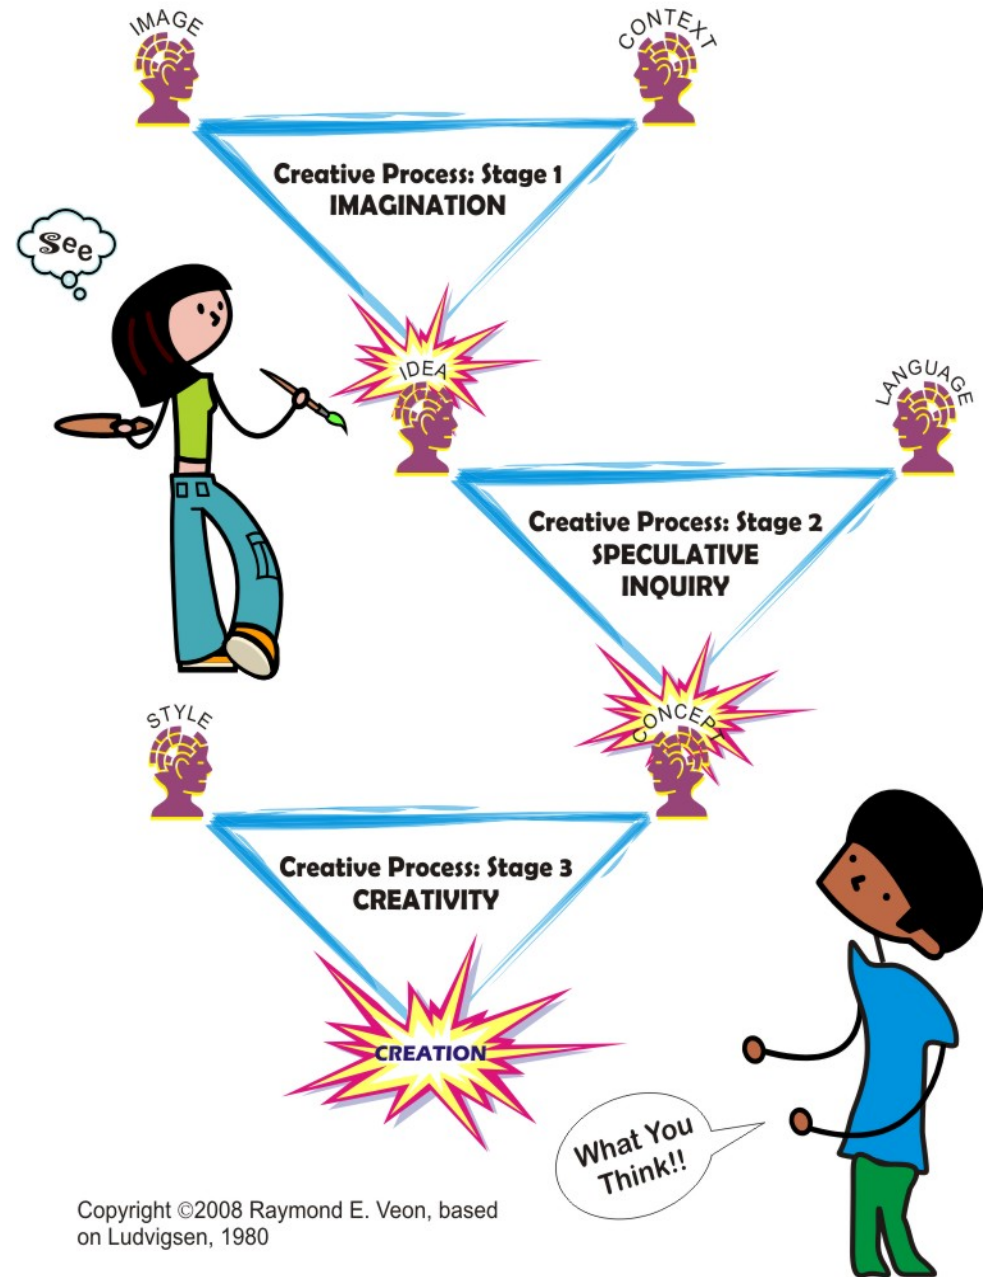 IMAGE
CONTEXT
Creative Process: Stage 1
IMAGINATION
See
IDEA
LANGUAGE
Creative Process: Stage 2
SPECULATIVE
INQUIRY
STYLE
CONCEPT
Creative Process: Stage 3
CREATIVITY
CREATION
What You
Think!!
Copyright ©2008 Raymond E. Veon, based
on Ludvigsen, 1980